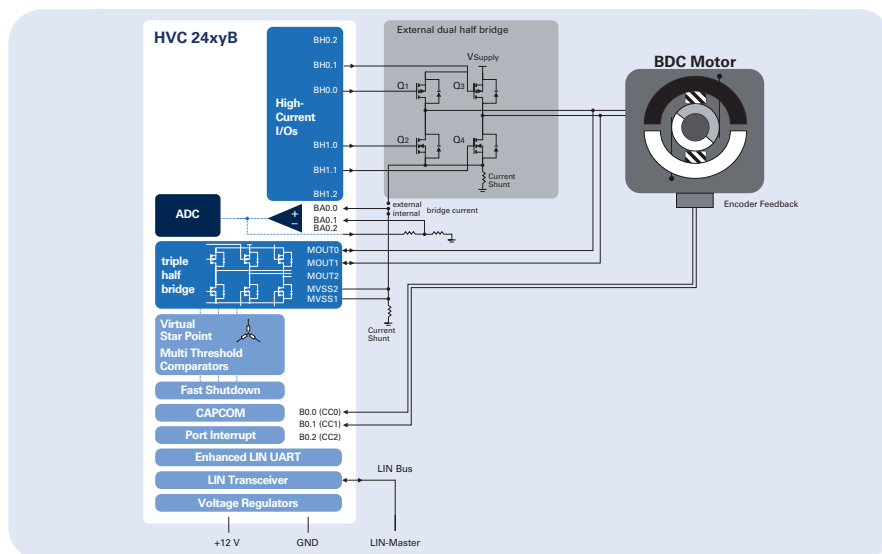 HVC 24xyB
External dual half bridge
BH0.2
BH0.1
BH0.0
High-
Current
I/Os
BH1.0
BH1.1
BH1.2
VSupply
Q1
Q3
Q2
Q4
Current
Shunt
BDC Motor
Encoder Feedback
ADC
+
–
BA0.0
BA0.1
BA0.2
external
internal
bridge current
triple
half
bridge
MOUT0
MOUT1
MOUT2
MVSS2
MVSS1
Current
Shunt
Virtual
Star Point
Multi Threshold
Comparators
Fast Shutdown
CAPCOM
Port Interrupt
B0.0 (CC0)
B0.1 (CC1)
B0.2 (CC2)
Enhanced LIN UART
LIN Transceiver
LIN Bus
Voltage Regulators
+12 V
GND
LIN-Master